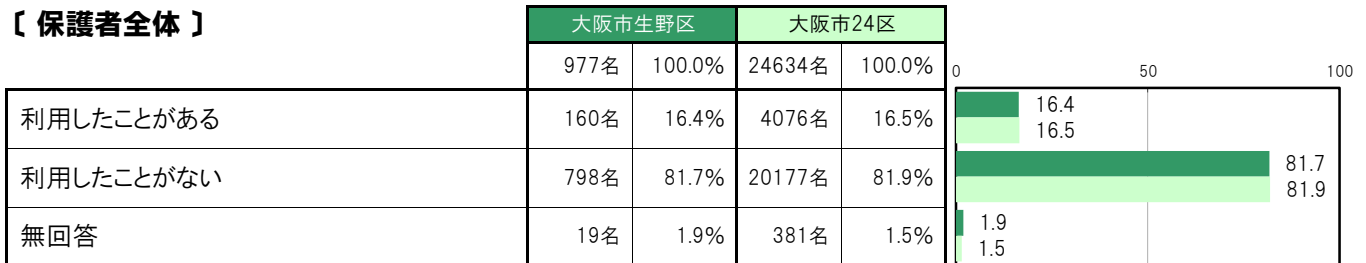 〔 保護者全体 〕
大阪市生野区 大阪市24区
977名 100.0% 24634名 100.0%
0 50 100
利用したことがある 160名 16.4% 4076名 16.5%
16.4
16.5
利用したことがない 798名 81.7% 20177名 81.9%
81.7
81.9
無回答 19名 1.9% 381名 1.5%
1.9
1.5